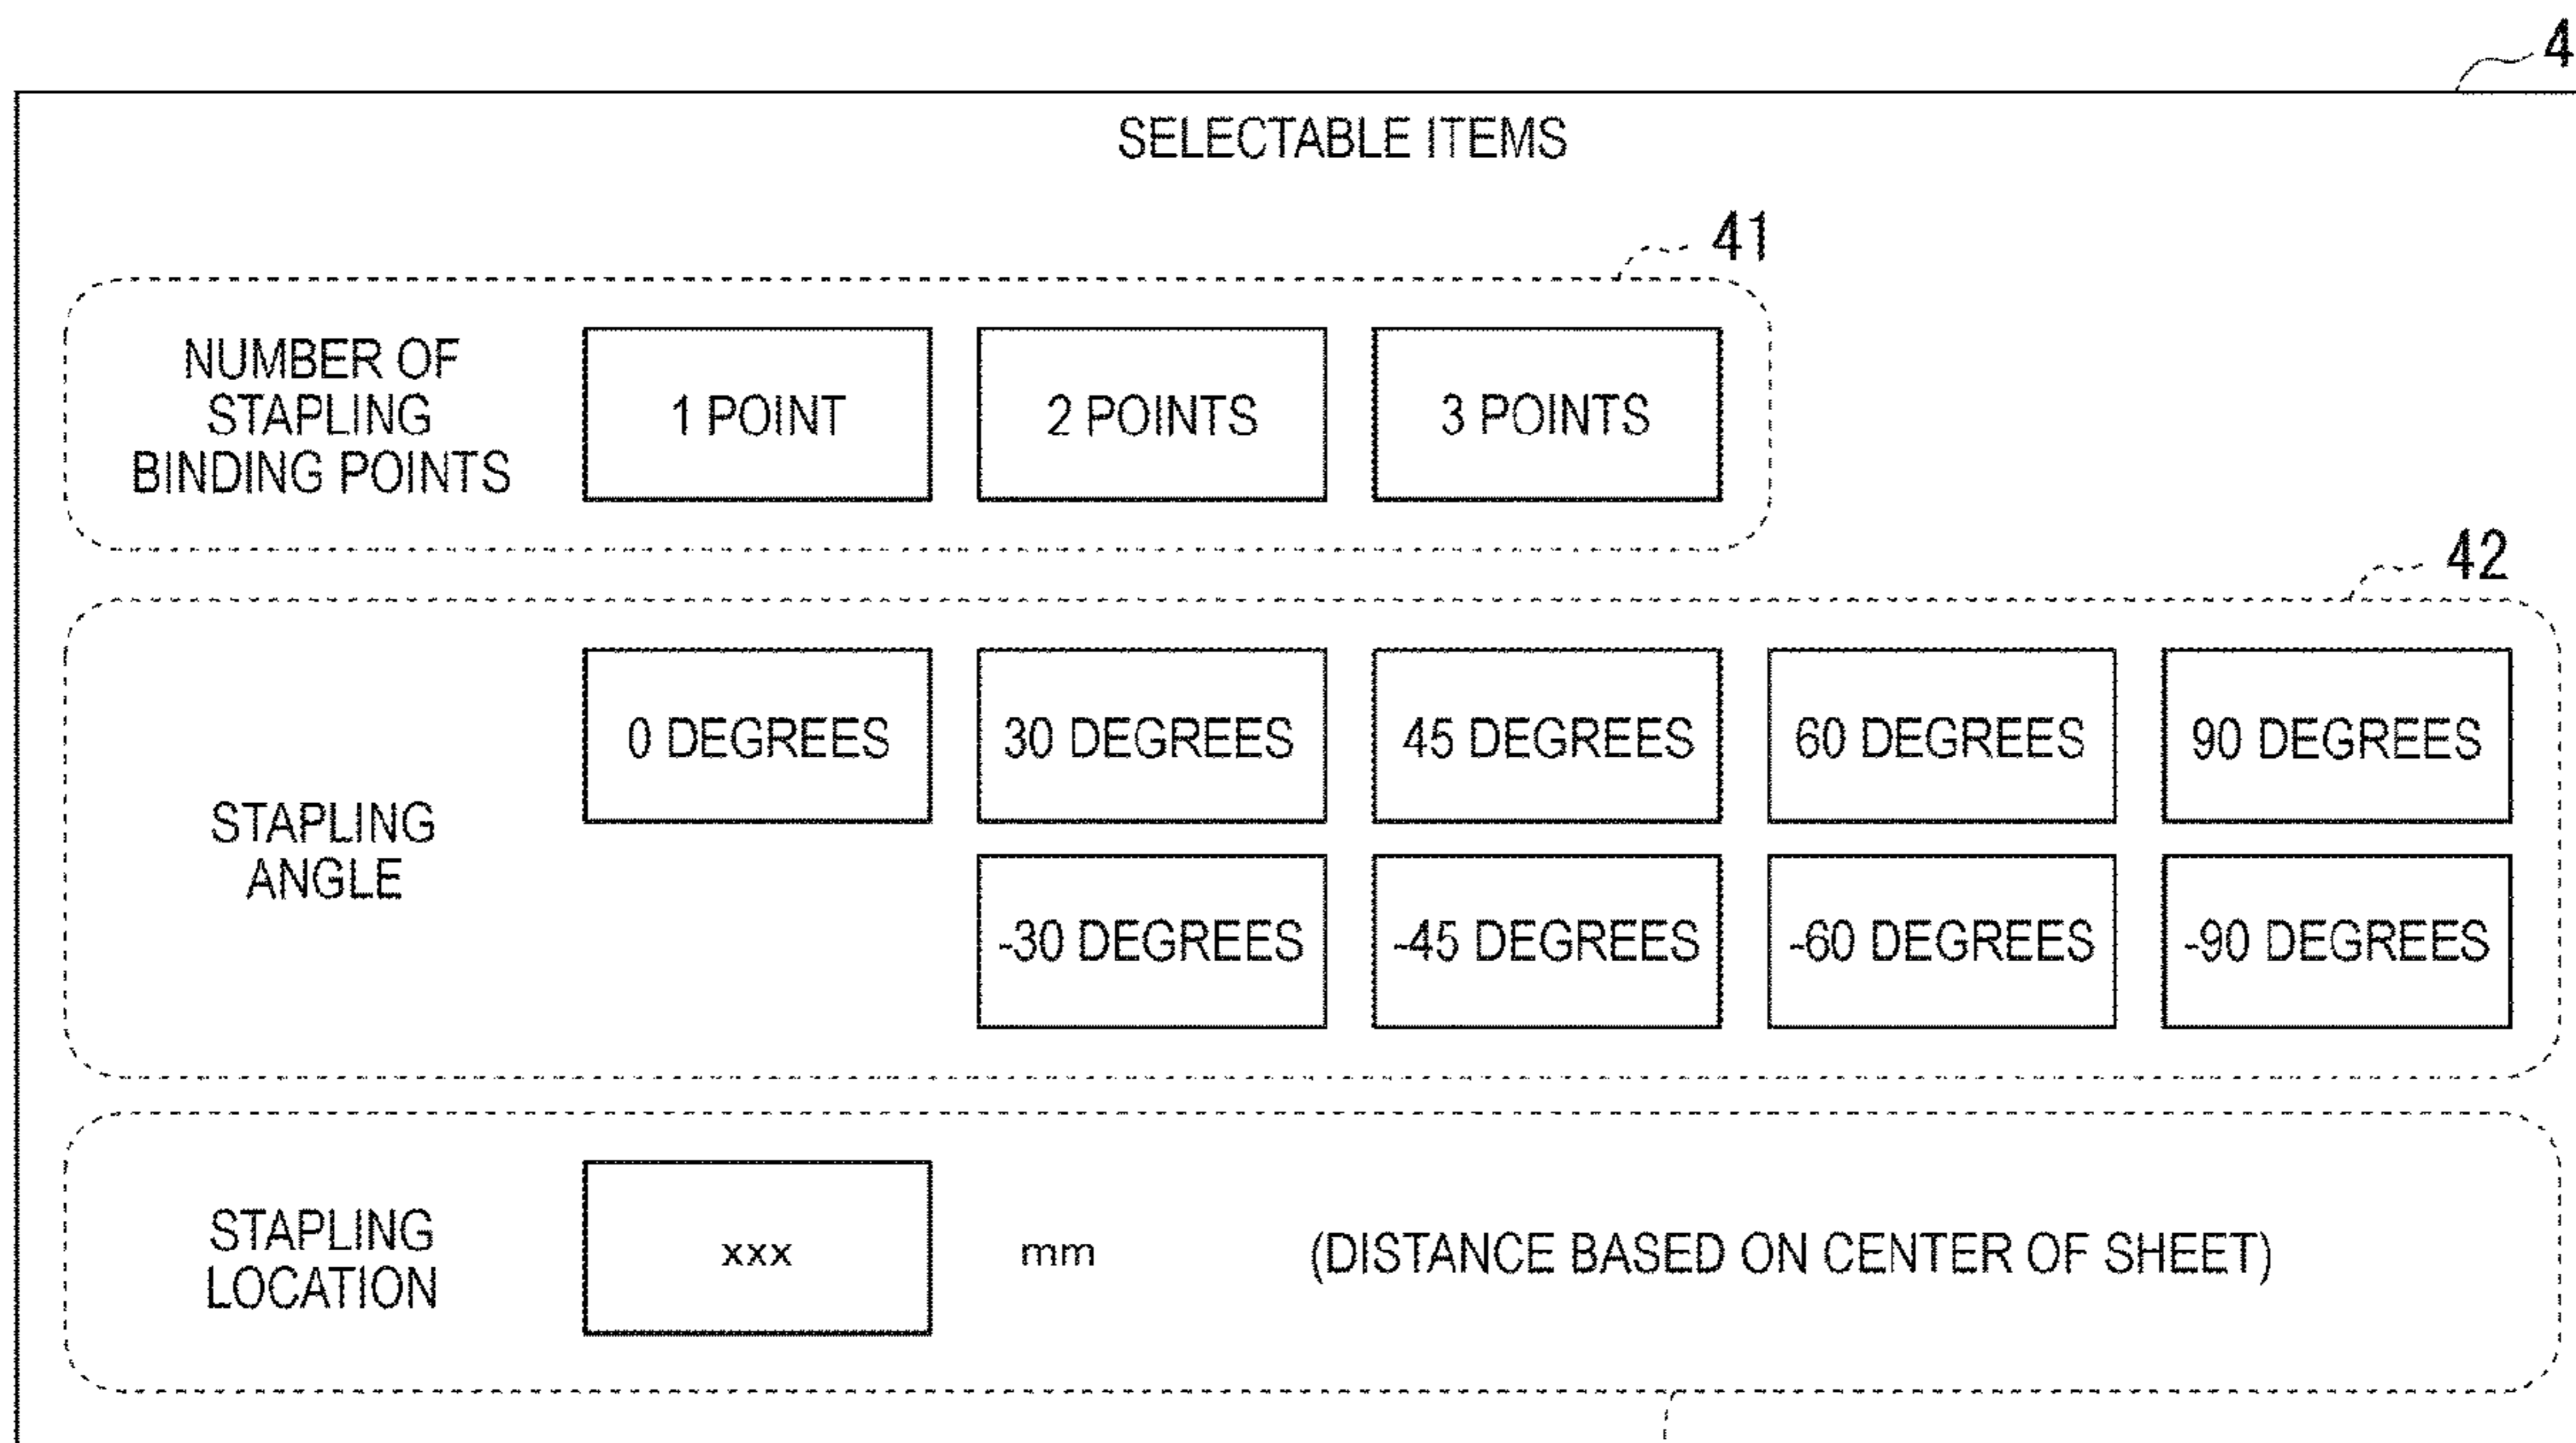 4
SELECTABLE ITEMS
41
NUMBER OF
STAPLING
BINDING POINTS
1 POINT
2 POINTS
3 POINTS
42
STAPLING
ANGLE
0 DEGREES
30 DEGREES
45 DEGREES
60 DEGREES
90 DEGREES
-30 DEGREES
-45 DEGREES
-60 DEGREES
-90 DEGREES
STAPLING
LOCATION
xxx
mm
(DISTANCE BASED ON CENTER OF SHEET)